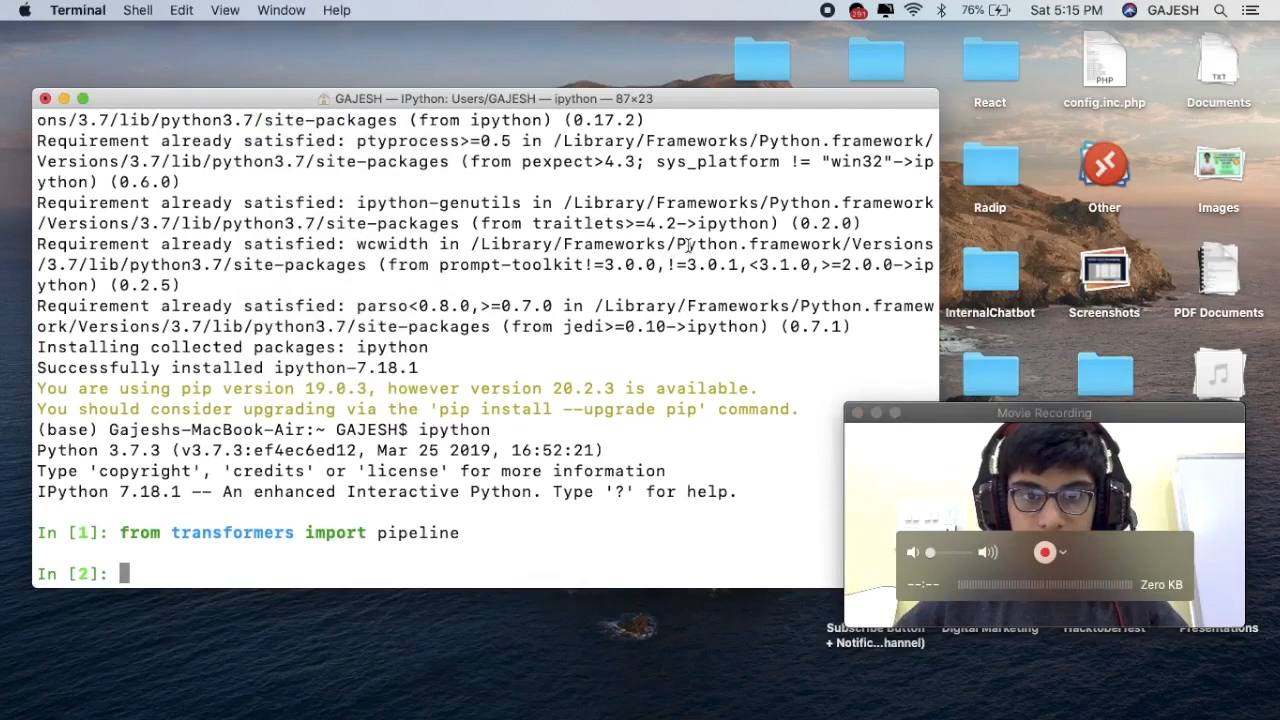 Terminal Shell Edit View Window Help 291 76% Sat 5:15 PM GAJESH
GAJESH — IPython: Users/GAJESH — ipython — 87×23
ons/3.7/lib/python3.7/site-packages (from ipython) (0.17.2)
Requirement already satisfied: ptyprocess>=0.5 in /Library/Frameworks/Python.framework/
Versions/3.7/lib/python3.7/site-packages (from pexpect>4.3; sys_platform != "win32"->ip
ython) (0.6.0)
Requirement already satisfied: ipython-genutils in /Library/Frameworks/Python.framework
/Versions/3.7/lib/python3.7/site-packages (from traitlets>=4.2->ipython) (0.2.0)
Requirement already satisfied: wcwidth in /Library/Frameworks/Python.framework/Versions
/3.7/lib/python3.7/site-packages (from prompt-toolkit!=3.0.0,!=3.0.1,<3.1.0,>=2.0.0->ip
ython) (0.2.5)
Requirement already satisfied: parso<0.8.0,>=0.7.0 in /Library/Frameworks/Python.framew
ork/Versions/3.7/lib/python3.7/site-packages (from jedi>=0.10->ipython) (0.7.1)
Installing collected packages: ipython
Successfully installed ipython-7.18.1
You are using pip version 19.0.3, however version 20.2.3 is available.
You should consider upgrading via the 'pip install --upgrade pip' command.
(base) Gajeshs-MacBook-Air:~ GAJESH$ ipython
Python 3.7.3 (v3.7.3:ef4ec6ed12, Mar 25 2019, 16:52:21)
Type 'copyright', 'credits' or 'license' for more information
IPython 7.18.1 -- An enhanced Interactive Python. Type '?' for help.
In [1]: from transformers import pipeline
In [2]:
PHP
TXT
React config.inc.php Documents
Radip Other Images
InternalChatbot Screenshots PDF Documents
Movie Recording
--:-- Zero KB
Subscribe Button Digital Marketing Hacktoberfest Presentations
+ Notific...hannel)